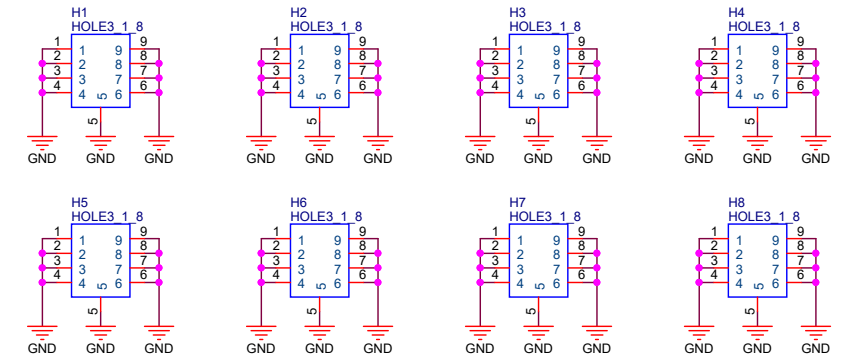 H1 H2 H3 H4
HOLE3_1_8 HOLE3_1_8 HOLE3_1_8 HOLE3_1_8
1 1 9 9 1 1 9 9 1 1 9 9 1 1 9 9
2 2 8 8 2 2 8 8 2 2 8 8 2 2 8 8
3 3 7 7 3 3 7 7 3 3 7 7 3 3 7 7
4 4 5 6 6 4 4 5 6 6 4 4 5 6 6 4 4 5 6 6
5 5 5 5
GND GND GND GND GND GND GND GND GND GND GND GND
H5 H6 H7 H8
HOLE3_1_8 HOLE3_1_8 HOLE3_1_8 HOLE3_1_8
1 1 9 9 1 1 9 9 1 1 9 9 1 1 9 9
2 2 8 8 2 2 8 8 2 2 8 8 2 2 8 8
3 3 7 7 3 3 7 7 3 3 7 7 3 3 7 7
4 4 5 6 6 4 4 5 6 6 4 4 5 6 6 4 4 5 6 6
5 5 5 5
GND GND GND GND GND GND GND GND GND GND GND GND